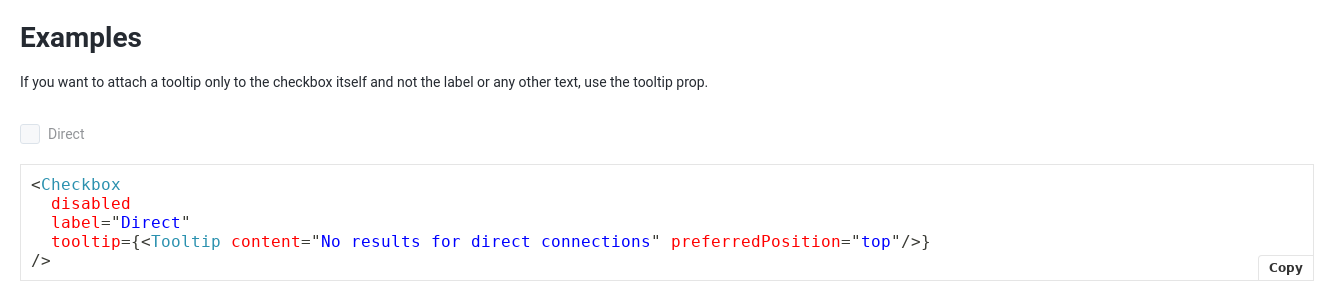 Examples
If you want to attach a tooltip only to the checkbox itself and not the label or any other text, use the tooltip prop.
Direct
<Checkbox
  disabled
  label="Direct"
  tooltip={<Tooltip content="No results for direct connections" preferredPosition="top"/>}
/>
Copy